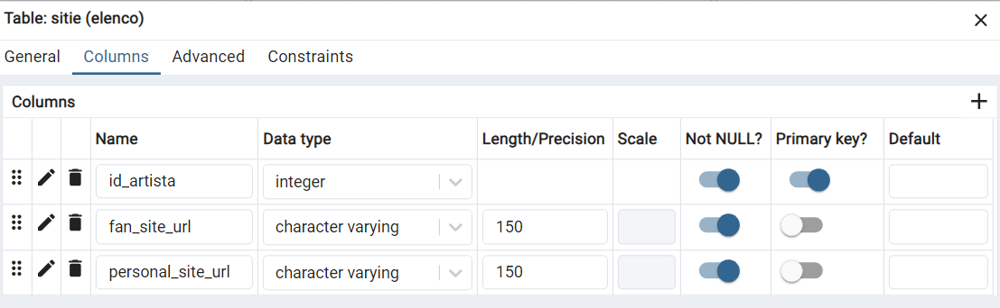 Table: sitie (elenco)
General Columns Advanced Constraints
Columns
Name Data type Length/Precision Scale Not NULL? Primary key? Default
id_artista integer
fan_site_url character varying 150
personal_site_url character varying 150